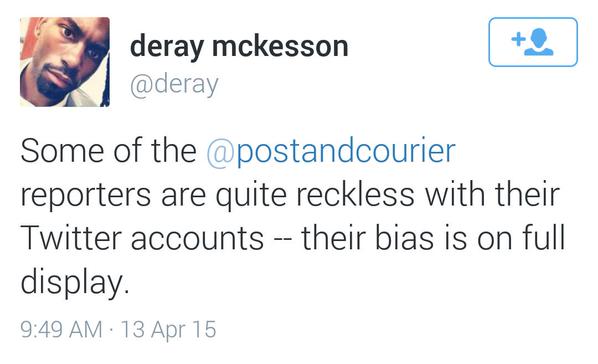 deray mckesson
@deray
Some of the @postandcourier
reporters are quite reckless with their
Twitter accounts -- their bias is on full
display.
9:49 AM · 13 Apr 15